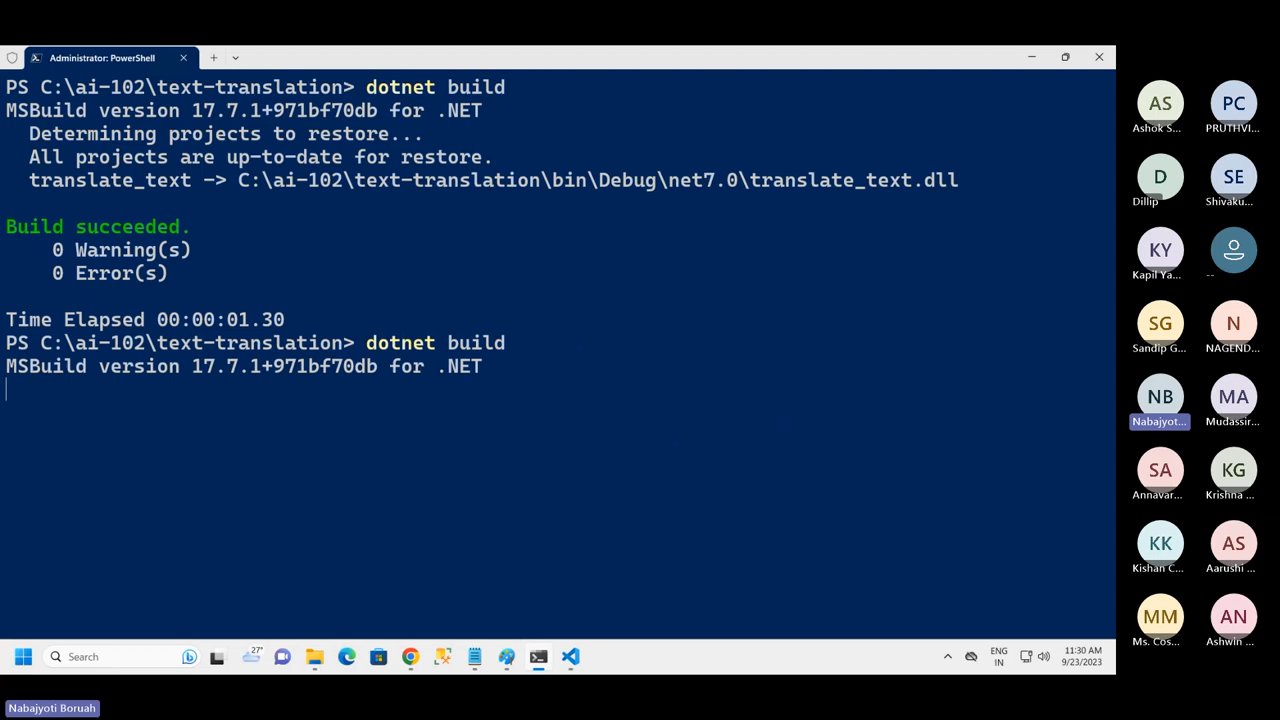 Administrator: PowerShell
PS C:\ai-102\text-translation> dotnet build
MSBuild version 17.7.1+971bf70db for .NET
Determining projects to restore...
All projects are up-to-date for restore.
translate_text -> C:\ai-102\text-translation\bin\Debug\net7.0\translate_text.dll
Build succeeded.
0 Warning(s)
0 Error(s)
Time Elapsed 00:00:01.30
PS C:\ai-102\text-translation> dotnet build
MSBuild version 17.7.1+971bf70db for .NET
AS
Ashok S...
PC
PRUTHVI...
D
Dillip
SE
Shivaku...
KY
Kapil Ya...
--
SG
Sandip G...
N
NAGEND...
NB
Nabajyot...
MA
Mudassir...
SA
Annavar...
KG
Krishna ...
KK
Kishan C...
AS
Aarushi ...
MM
Ms. Cos...
AN
Ashwin ...
Search
27°
ENG
IN
11:30 AM
9/23/2023
Nabajyoti Boruah